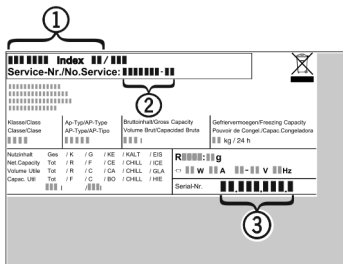 1
Index /
Service-Nr./No.Service: -
2
Klasse/Class
Classe/Clase
Ap-Typ/AP-Type
AP-Type/AP-Tipo
Bruttoinhalt/Gross Capacity
Volume Brut/Capacidad Bruta
l
Gefriervermoegen/Freezing Capacity
Pouvoir de Congel./Capac.Congeladora
kg / 24 h
Nutzinhalt Ges / K / G / KE / KALT / EIS
Net Capacity Tot / R / F / CE / CHILL / ICE
Volume Utile Tot / R / C / CA / CHILL / GLA
Capac. Util Tot / F / C / BO / CHILL / HIE
l / l
R : g
W A - V Hz
Serial-Nr.
3